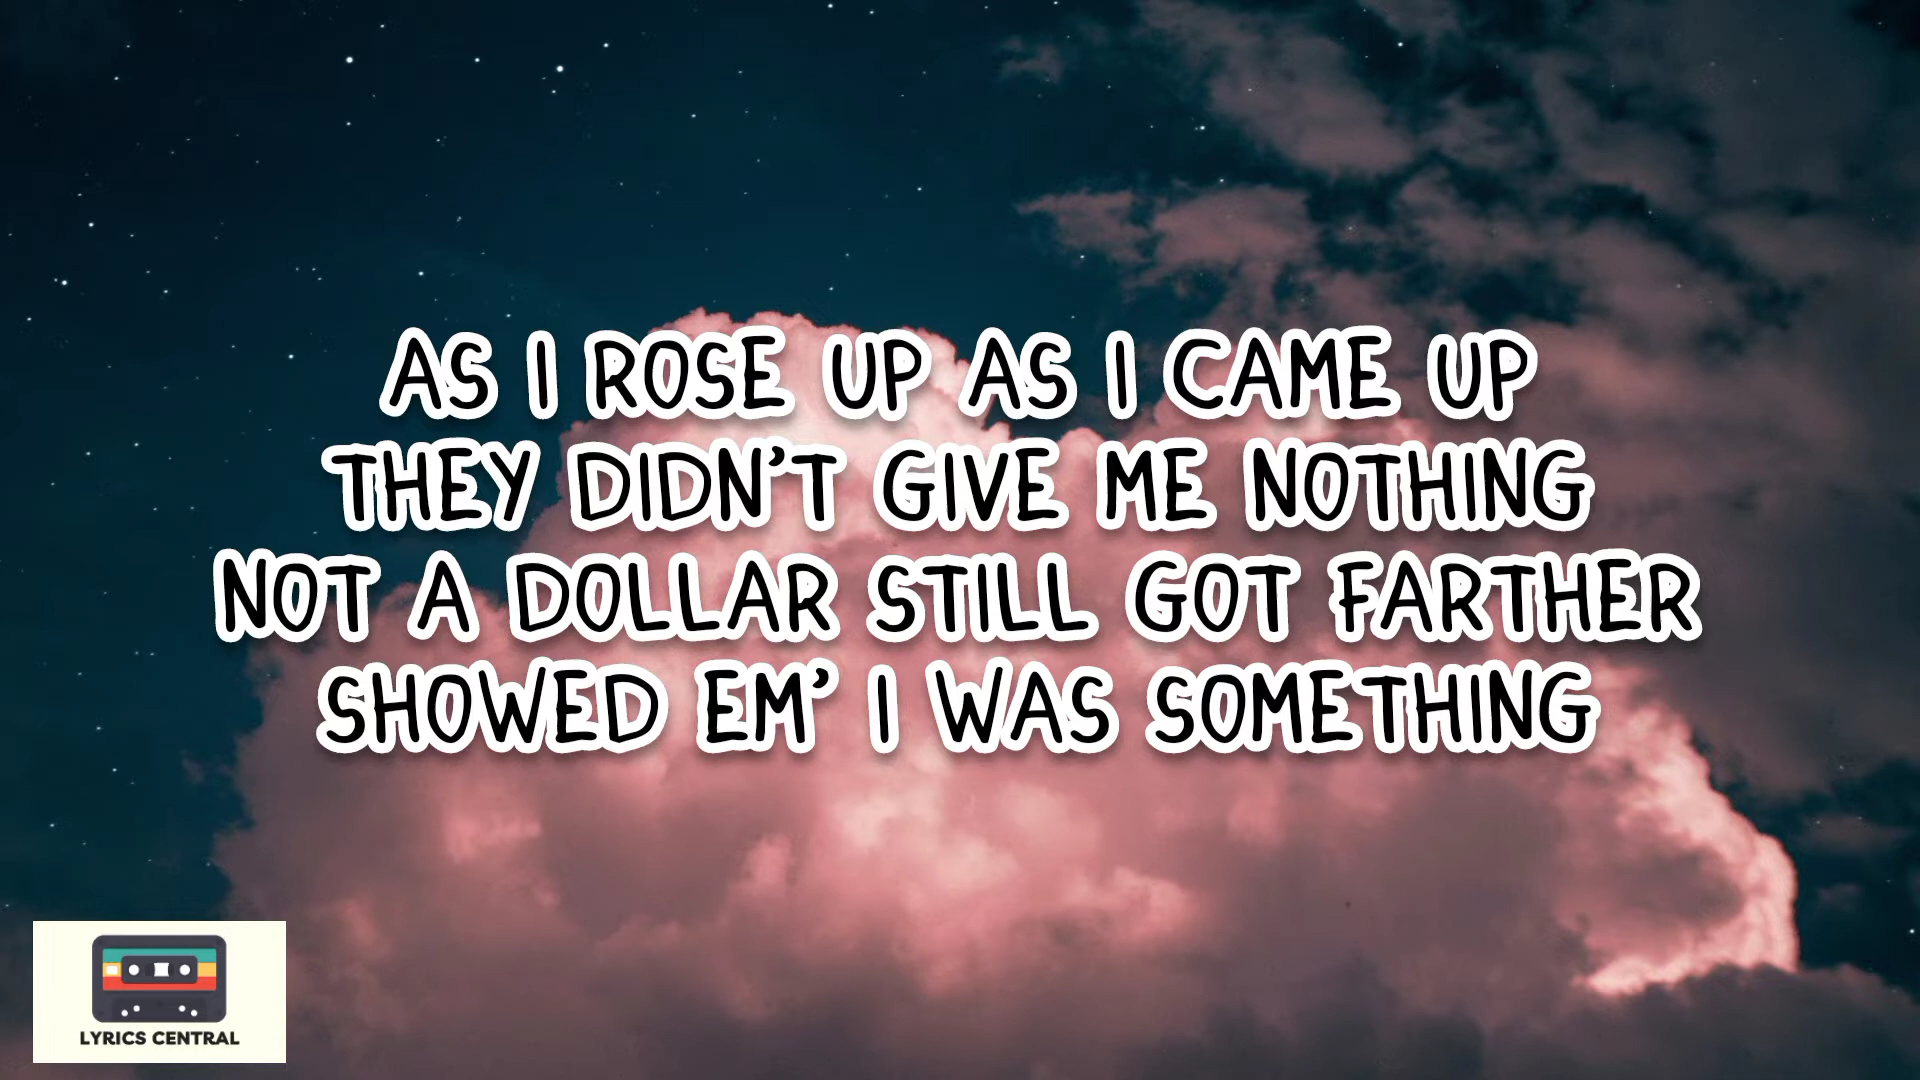 AS I ROSE UP AS I CAME UP
THEY DIDN'T GIVE ME NOTHING
NOT A DOLLAR STILL GOT FARTHER
SHOWED EM' I WAS SOMETHING
LYRICS CENTRAL